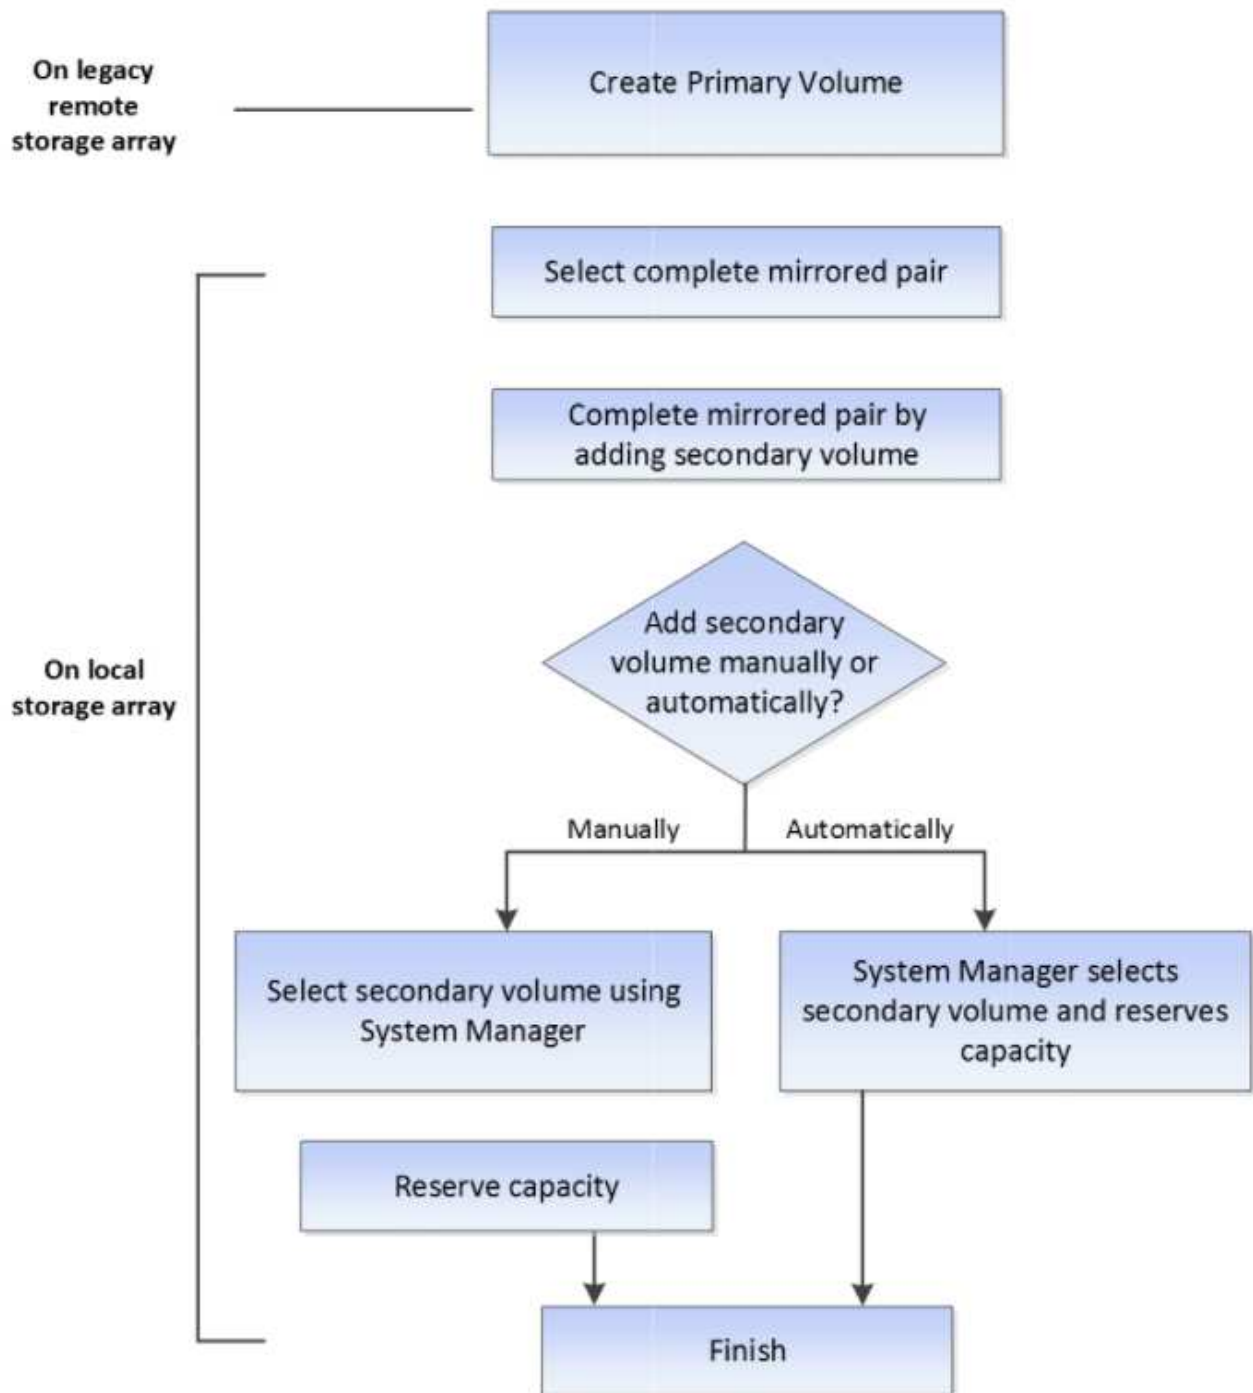 On legacy
remote
storage array
Create Primary Volume
Select complete mirrored pair
Complete mirrored pair by
adding secondary volume
Add secondary
volume manually or
automatically?
On local
storage array
Manually
Automatically
Select secondary volume using
System Manager
System Manager selects
secondary volume and reserves
capacity
Reserve capacity
Finish